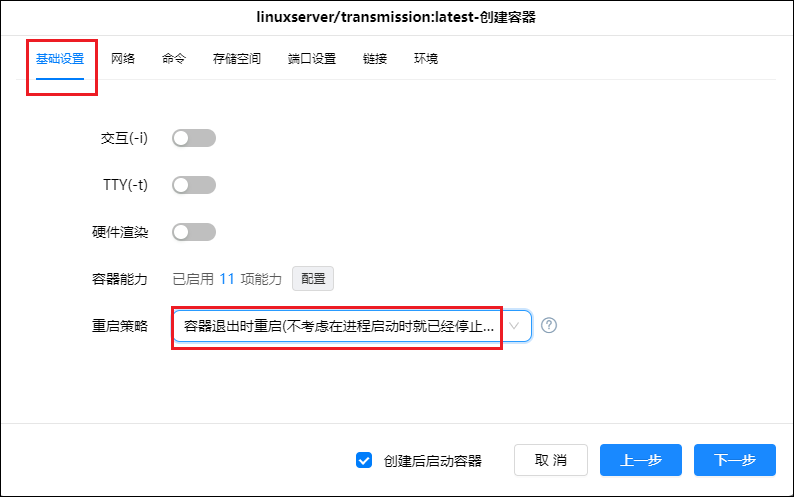 linuxserver/transmission:latest-创建容器
基础设置 网络 命令 存储空间 端口设置 链接 环境
交互(-i)
TTY(-t)
硬件渲染
容器能力 已启用 11 项能力 配置
重启策略 容器退出时重启(不考虑在进程启动时就已经停止... ?
创建后启动容器 取 消 上一步 下一步